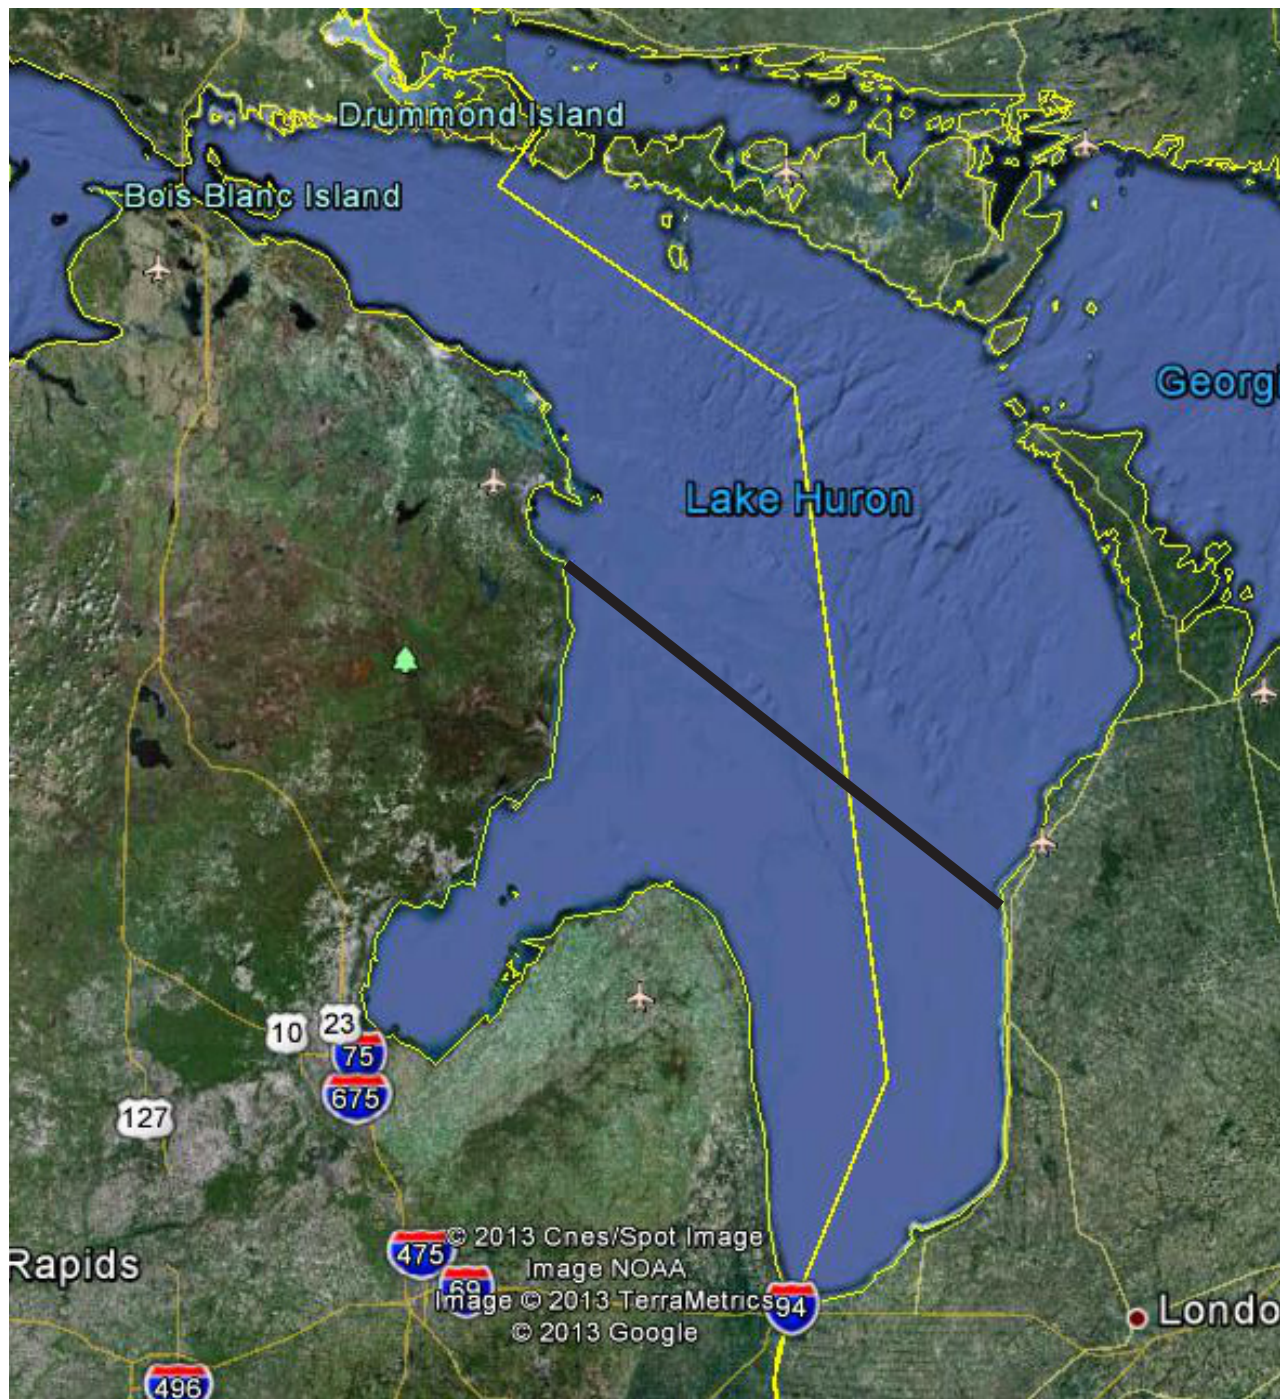 Drummond Island
Bois Blanc Island
Georgi
Lake Huron
10
23
75
675
127
475
69
Rapids
© 2013 Cnes/Spot Image
Image NOAA
Image © 2013 TerraMetrics
© 2013 Google
94
Londo
496